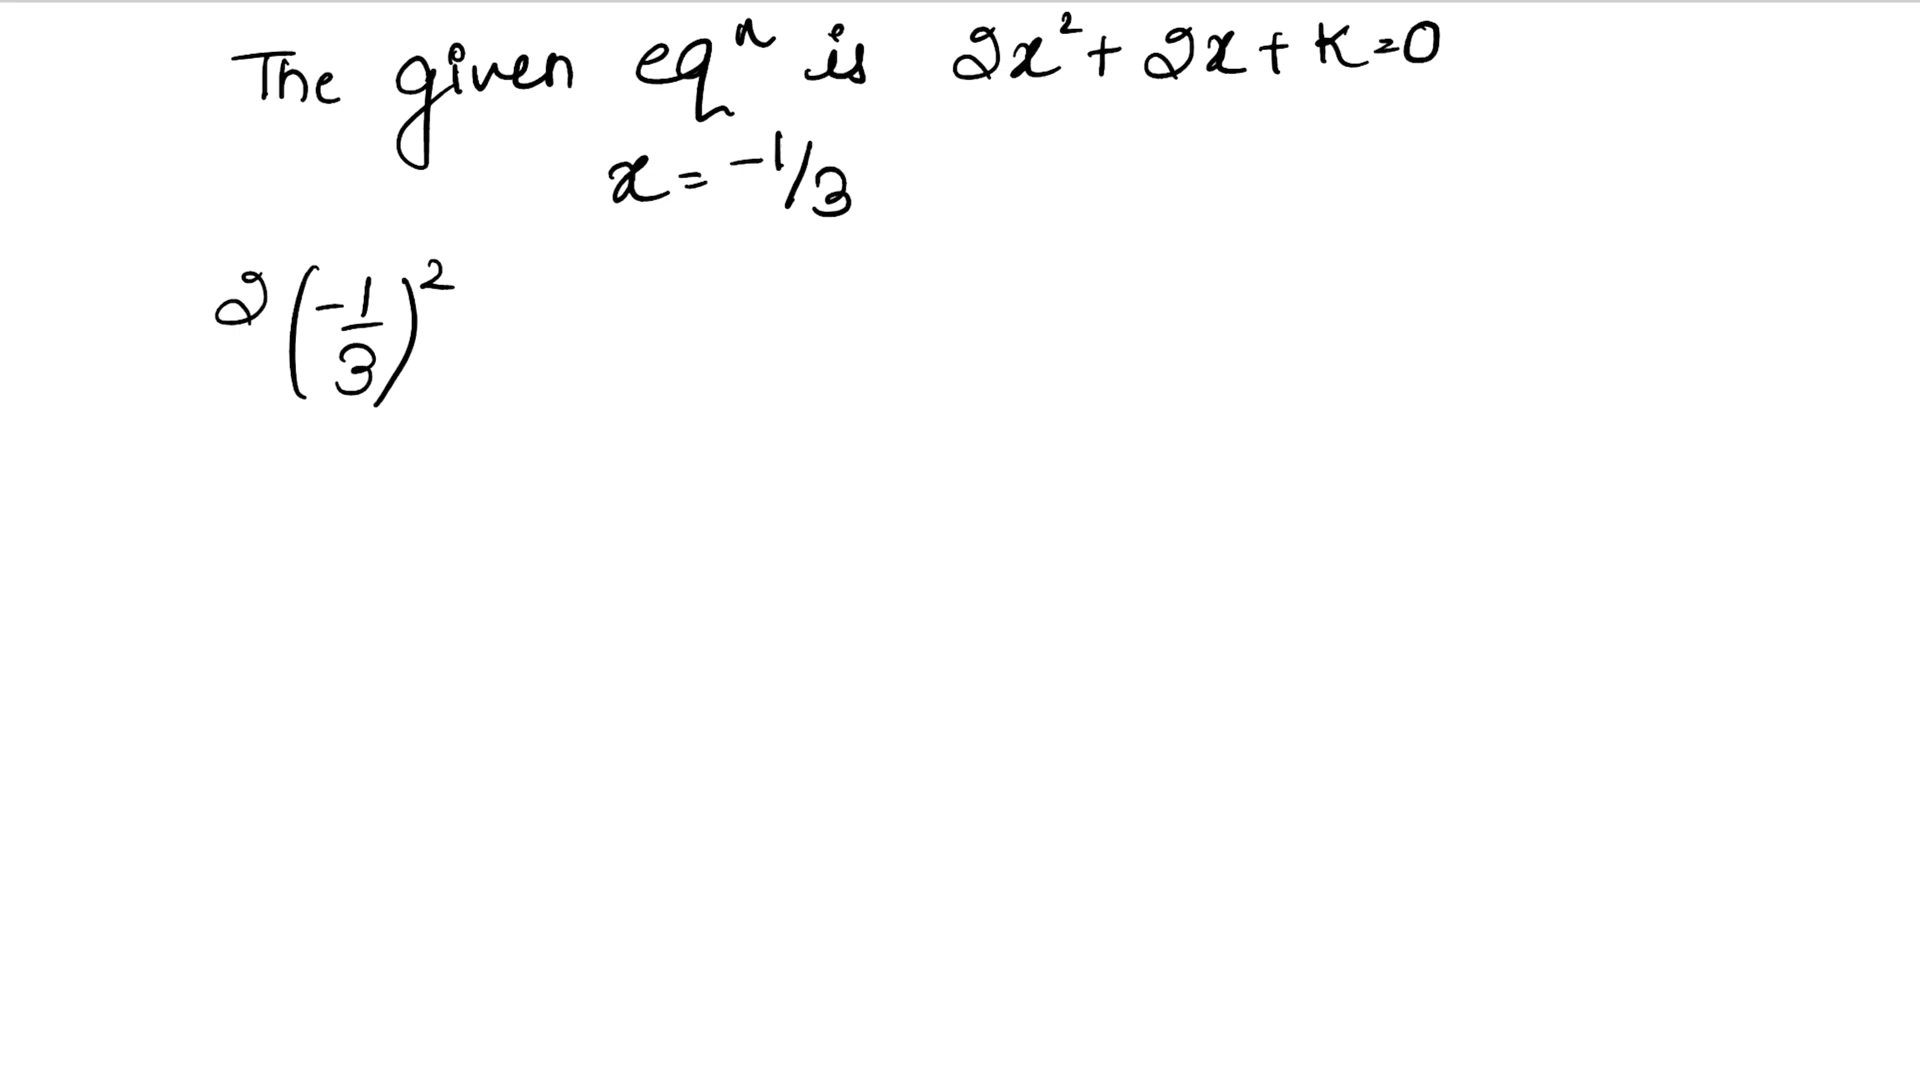 The given eqⁿ is 2x² + 2x + K = 0
x = -1/3
2(-1/3)²